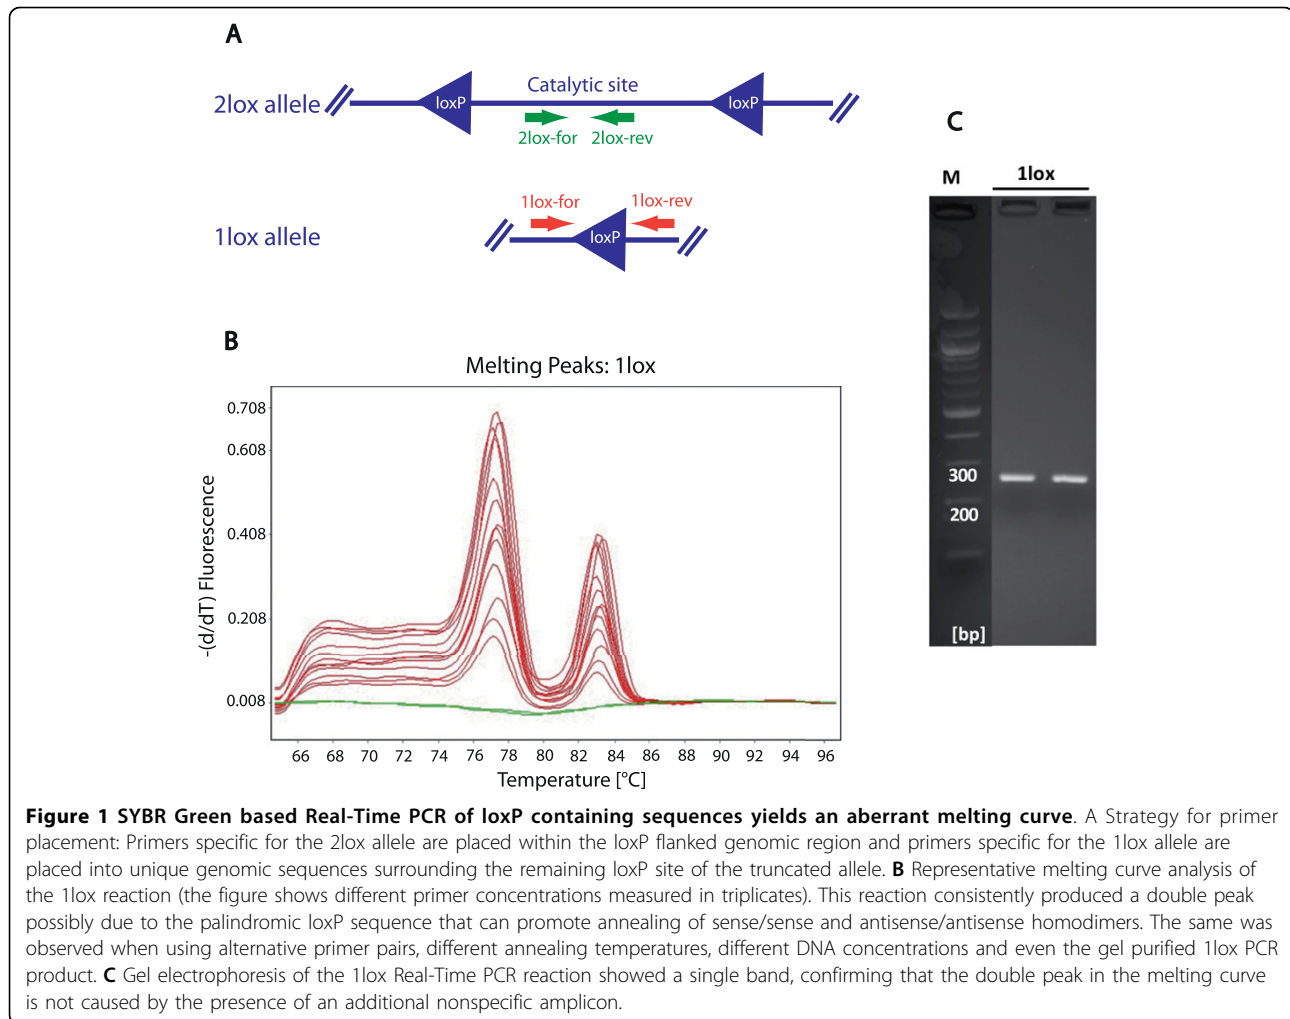 A
2lox allele
loxP
Catalytic site
loxP
2lox-for
2lox-rev
1lox-for
1lox-rev
1lox allele
loxP
B
Melting Peaks: 1lox
-(d/dT) Fluorescence
0.708
0.608
0.408
0.208
0.008
66 68 70 72 74 76 78 80 82 84 86 88 90 92 94 96
Temperature [°C]
C
M
1lox
300
200
[bp]
Figure 1 SYBR Green based Real-Time PCR of loxP containing sequences yields an aberrant melting curve. A Strategy for primer
placement: Primers specific for the 2lox allele are placed within the loxP flanked genomic region and primers specific for the 1lox allele are
placed into unique genomic sequences surrounding the remaining loxP site of the truncated allele. B Representative melting curve analysis of
the 1lox reaction (the figure shows different primer concentrations measured in triplicates). This reaction consistently produced a double peak
possibly due to the palindromic loxP sequence that can promote annealing of sense/sense and antisense/antisense homodimers. The same was
observed when using alternative primer pairs, different annealing temperatures, different DNA concentrations and even the gel purified 1lox PCR
product. C Gel electrophoresis of the 1lox Real-Time PCR reaction showed a single band, confirming that the double peak in the melting curve
is not caused by the presence of an additional nonspecific amplicon.